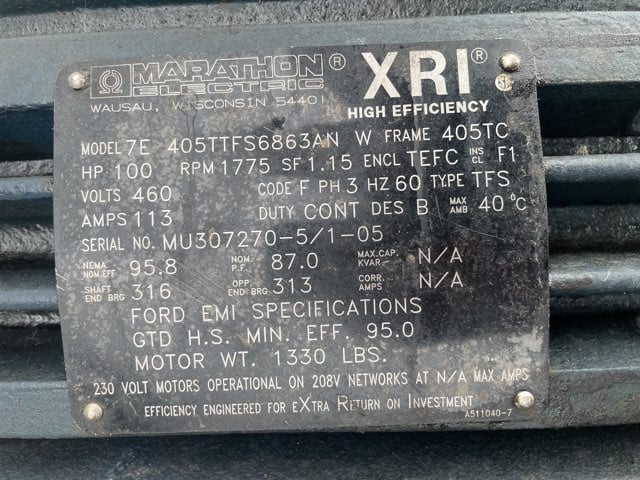 MARATHON® XRI®
ELECTRIC
WAUSAU, WISCONSIN 54401
HIGH EFFICIENCY
MODEL 7E 405TTFS6863AN W FRAME 405TC
HP 100 RPM 1775 SF 1.15 ENCL TEFC INS CL F1
VOLTS 460 CODE F PH 3 HZ 60 TYPE TFS
AMPS 113 DUTY CONT DES B MAX AMB 40°C
SERIAL NO. MU307270-5/1-05
NEMA NOM.EFF 95.8 NOM. P.F. 87.0 MAX.CAP. KVAR N/A
SHAFT END BRG 316 OPP. END BRG 313 CORR. AMPS N/A
FORD EMI SPECIFICATIONS
GTD H.S. MIN. EFF. 95.0
MOTOR WT. 1330 LBS.
230 VOLT MOTORS OPERATIONAL ON 208V NETWORKS AT N/A MAX AMPS
EFFICIENCY ENGINEERED FOR EXTRA RETURN ON INVESTMENT
A511040-7